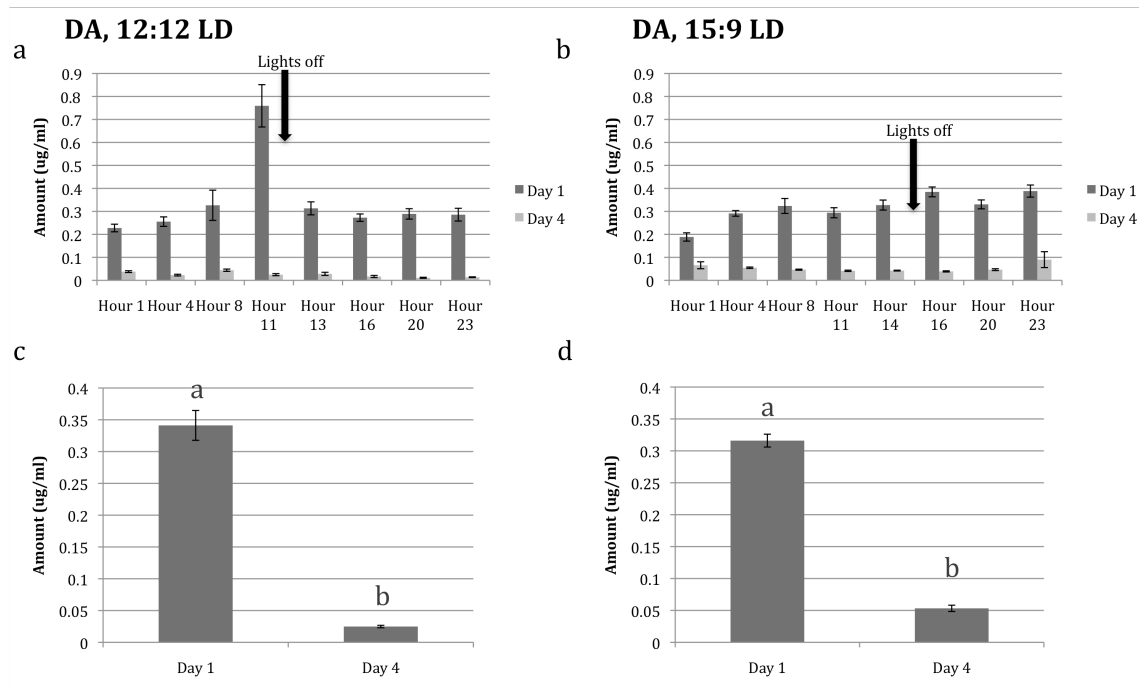 DA, 12:12 LD
DA, 15:9 LD
a
Lights off
0.9
0.8
0.7
0.6
0.5
0.4
0.3
0.2
0.1
0
Amount (ug/ml)
Hour 1 Hour 4 Hour 8 Hour 11 Hour 13 Hour 16 Hour 20 Hour 23
Day 1
Day 4
b
Lights off
0.9
0.8
0.7
0.6
0.5
0.4
0.3
0.2
0.1
0
Amount (ug/ml)
Hour 1 Hour 4 Hour 8 Hour 11 Hour 14 Hour 16 Hour 20 Hour 23
Day 1
Day 4
c
0.4
0.35
0.3
0.25
0.2
0.15
0.1
0.05
0
Amount (ug/ml)
a
b
Day 1 Day 4
d
0.4
0.35
0.3
0.25
0.2
0.15
0.1
0.05
0
Amount (ug/ml)
a
b
Day 1 Day 4